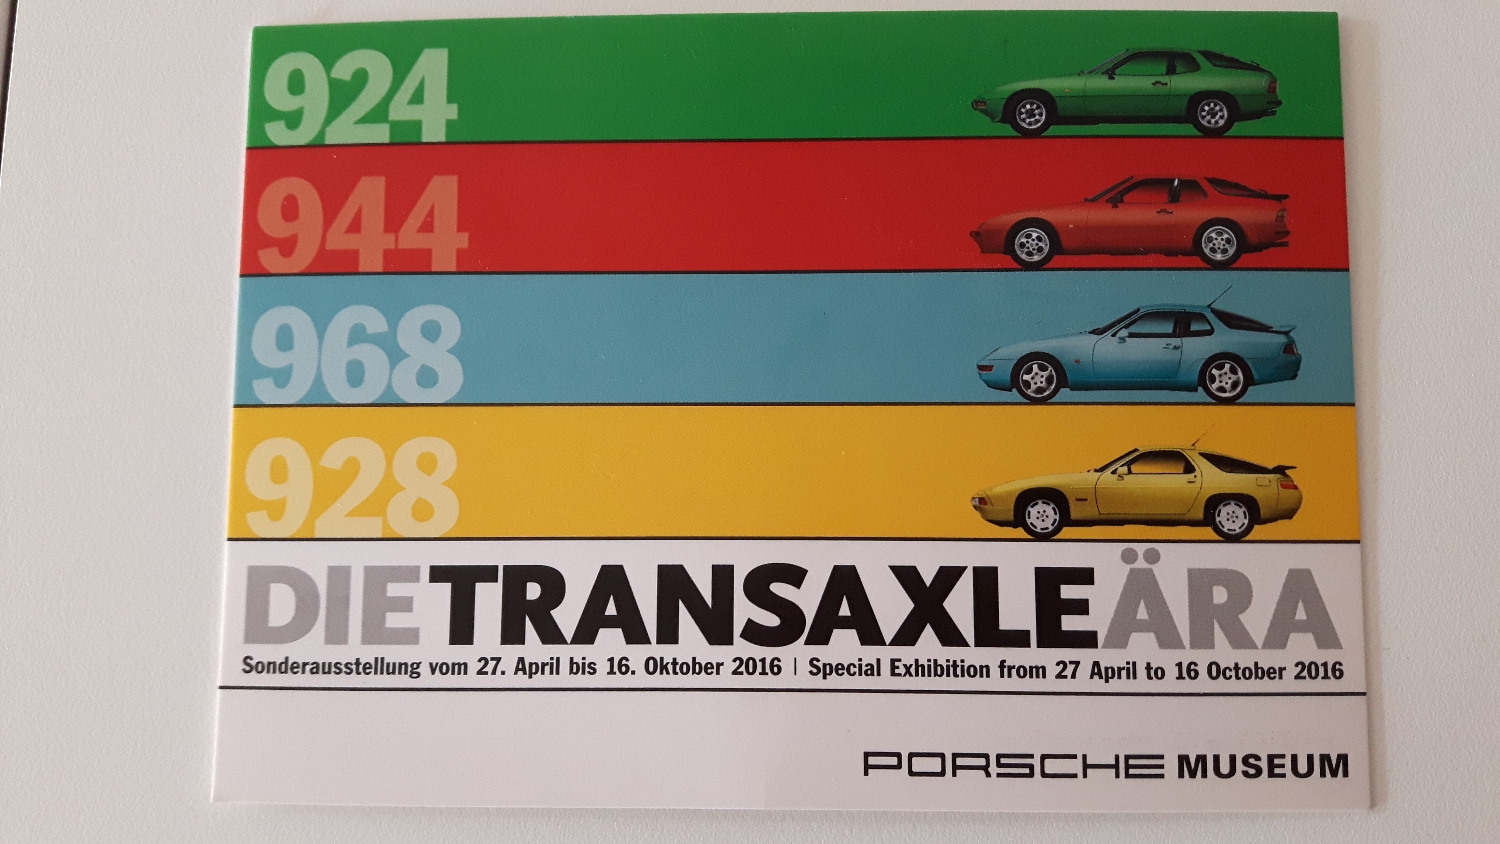 924
944
968
928
DIETRANSAXLEÄRA
Sonderausstellung vom 27. April bis 16. Oktober 2016 | Special Exhibition from 27 April to 16 October 2016
PORSCHE MUSEUM